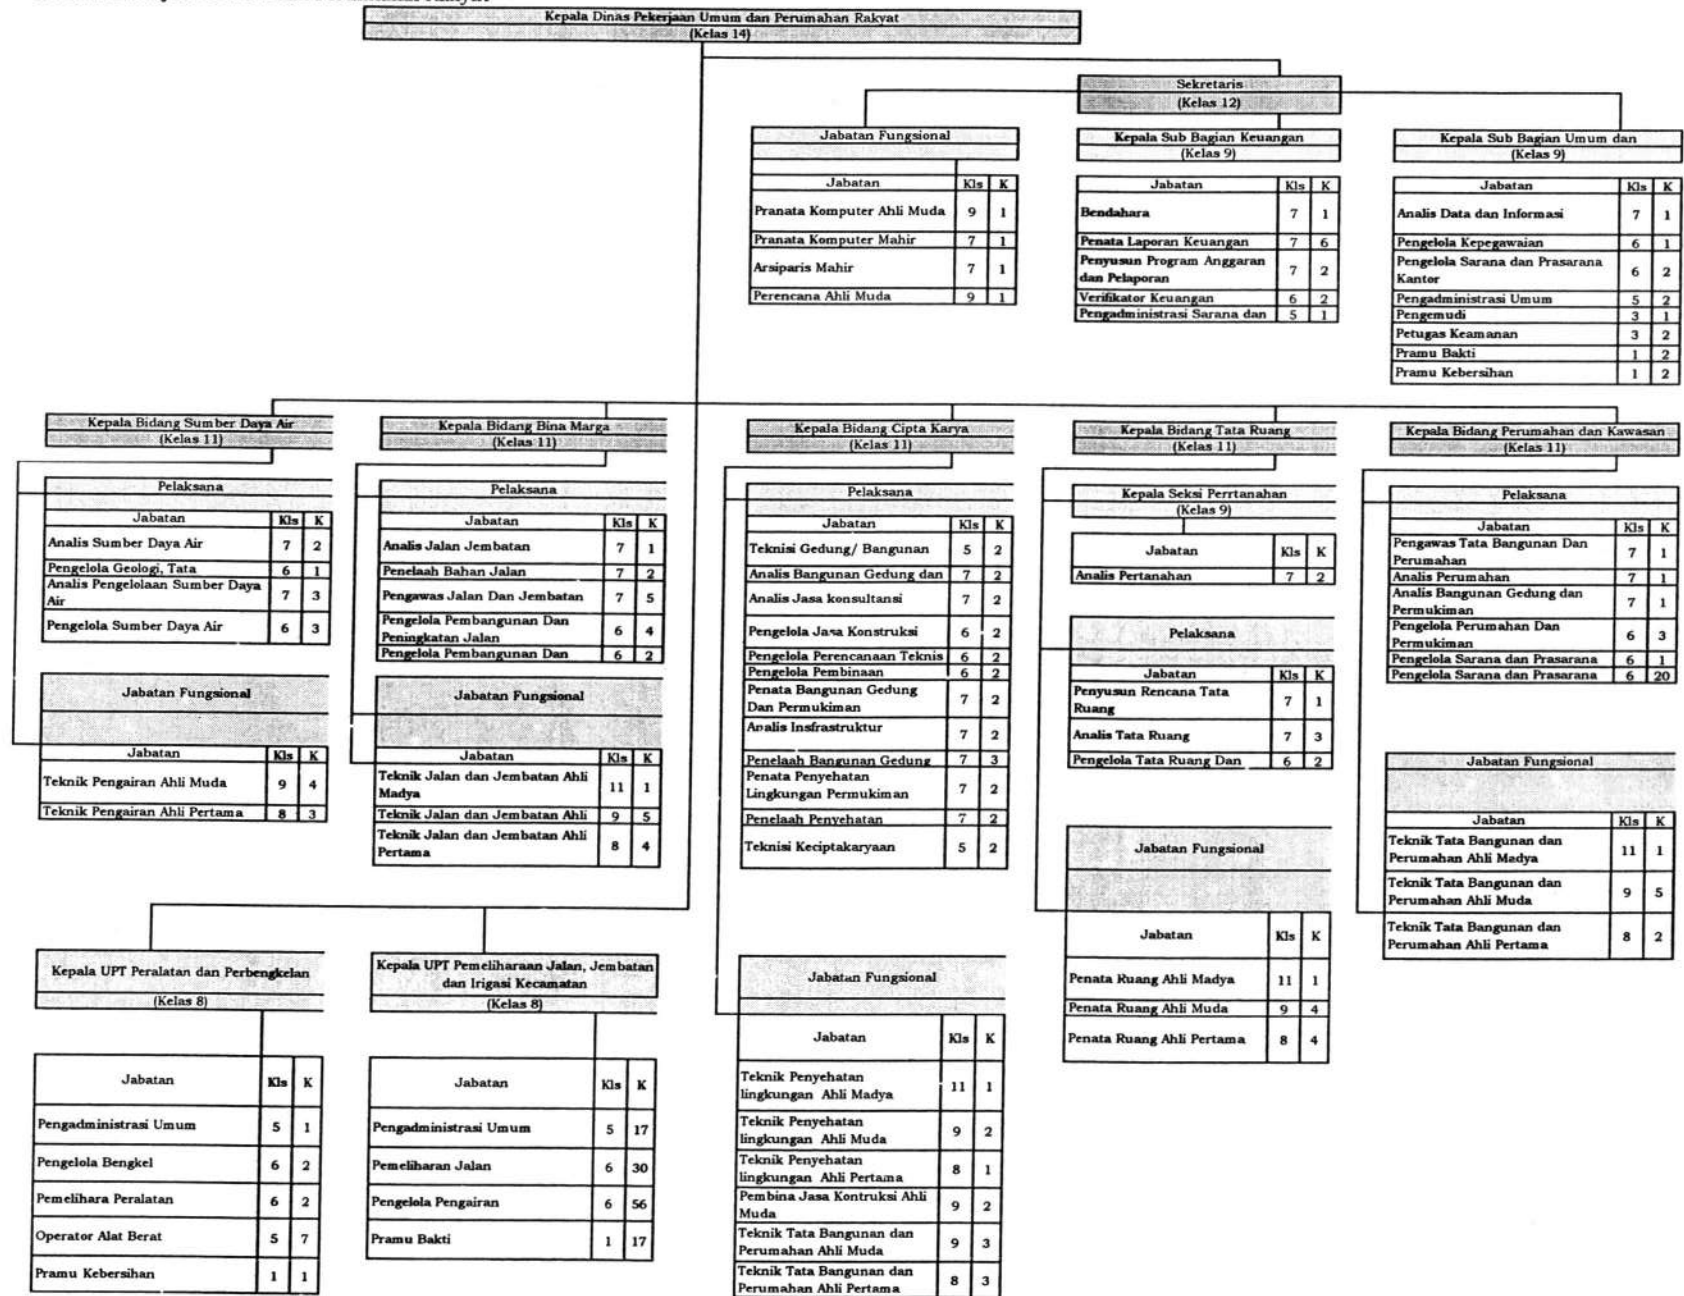 Kepala Dinas Pekerjaan Umum dan Perumahan Rakyat
(Kelas 14)
Sekretaris
(Kelas 12)
Jabatan Fungsional
Jabatan Kls K
Pranata Komputer Ahli Muda 9 1
Pranata Komputer Mahir 7 1
Arsiparis Mahir 7 1
Perencana Ahli Muda 9 1
Kepala Sub Bagian Keuangan
(Kelas 9)
Jabatan Kls K
Bendahara 7 1
Penata Laporan Keuangan 7 6
Penyusun Program Anggaran
dan Pelaporan 7 2
Verifikator Keuangan 6 2
Pengadministrasi Sarana dan 5 1
Kepala Sub Bagian Umum dan
(Kelas 9)
Jabatan Kls K
Analis Data dan Informasi 7 1
Pengelola Kepegawaian 6 1
Pengelola Sarana dan Prasarana
Kantor 6 2
Pengadministrasi Umum 5 2
Pengemudi 3 1
Petugas Keamanan 3 2
Pramu Bakti 1 2
Pramu Kebersihan 1 2
Kepala Bidang Sumber Daya Air
(Kelas 11)
Pelaksana
Jabatan Kls K
Analis Sumber Daya Air 7 2
Pengelola Geologi, Tata 6 1
Analis Pengelolaan Sumber Daya
Air 7 3
Pengelola Sumber Daya Air 6 3
Jabatan Fungsional
Jabatan Kls K
Teknik Pengairan Ahli Muda 9 4
Teknik Pengairan Ahli Pertama 8 3
Kepala Bidang Bina Marga
(Kelas 11)
Pelaksana
Jabatan Kls K
Analis Jalan Jembatan 7 1
Penelaah Bahan Jalan 7 2
Pengawas Jalan Dan Jembatan 7 5
Pengelola Pembangunan Dan
Peningkatan Jalan 6 4
Pengelola Pembangunan Dan 6 2
Jabatan Fungsional
Jabatan Kls K
Teknik Jalan dan Jembatan Ahli
Madya 11 1
Teknik Jalan dan Jembatan Ahli 9 5
Teknik Jalan dan Jembatan Ahli
Pertama 8 4
Kepala Bidang Cipta Karya
(Kelas 11)
Pelaksana
Jabatan Kls K
Teknisi Gedung/ Bangunan 5 2
Analis Bangunan Gedung dan 7 2
Analis Jasa konsultansi 7 2
Pengelola Jasa Konstruksi 6 2
Pengelola Perencanaan Teknis 6 2
Pengelola Pembinaan 6 2
Penata Bangunan Gedung
Dan Permukiman 7 2
Analis Insfrastruktur 7 2
Penelaah Bangunan Gedung 7 3
Penata Penyehatan
Lingkungan Permukiman 7 2
Penelaah Penyehatan 7 2
Teknisi Keciptakaryaan 5 2
Jabatan Fungsional
Jabatan Kls K
Teknik Penyehatan
lingkungan Ahli Madya 11 1
Teknik Penyehatan
lingkungan Ahli Muda 9 2
Teknik Penyehatan
lingkungan Ahli Pertama 8 1
Pembina Jasa Kontruksi Ahli
Muda 9 2
Teknik Tata Bangunan dan
Perumahan Ahli Muda 9 3
Teknik Tata Bangunan dan
Perumahan Ahli Pertama 8 3
Kepala Bidang Tata Ruang
(Kelas 11)
Kepala Seksi Perrtanahan
(Kelas 9)
Jabatan Kls K
Analis Pertanahan 7 2
Pelaksana
Jabatan Kls K
Penyusun Rencana Tata
Ruang 7 1
Analis Tata Ruang 7 3
Pengelola Tata Ruang Dan 6 2
Jabatan Fungsional
Jabatan Kls K
Penata Ruang Ahli Madya 11 1
Penata Ruang Ahli Muda 9 4
Penata Ruang Ahli Pertama 8 4
Kepala Bidang Perumahan dan Kawasan
(Kelas 11)
Pelaksana
Jabatan Kls K
Pengawas Tata Bangunan Dan
Perumahan 7 1
Analis Perumahan 7 1
Analis Bangunan Gedung dan
Permukiman 7 1
Pengelola Perumahan Dan
Permukiman 6 3
Pengelola Sarana dan Prasarana 6 1
Pengelola Sarana dan Prasarana 6 20
Jabatan Fungsional
Jabatan Kls K
Teknik Tata Bangunan dan
Perumahan Ahli Madya 11 1
Teknik Tata Bangunan dan
Perumahan Ahli Muda 9 5
Teknik Tata Bangunan dan
Perumahan Ahli Pertama 8 2
Kepala UPT Peralatan dan Perbengkelan
(Kelas 8)
Jabatan Kls K
Pengadministrasi Umum 5 1
Pengelola Bengkel 6 2
Pemelihara Peralatan 6 2
Operator Alat Berat 5 7
Pramu Kebersihan 1 1
Kepala UPT Pemeliharaan Jalan, Jembatan
dan Irigasi Kecamatan
(Kelas 8)
Jabatan Kls K
Pengadministrasi Umum 5 17
Pemeliharan Jalan 6 30
Pengelola Pengairan 6 56
Pramu Bakti 1 17